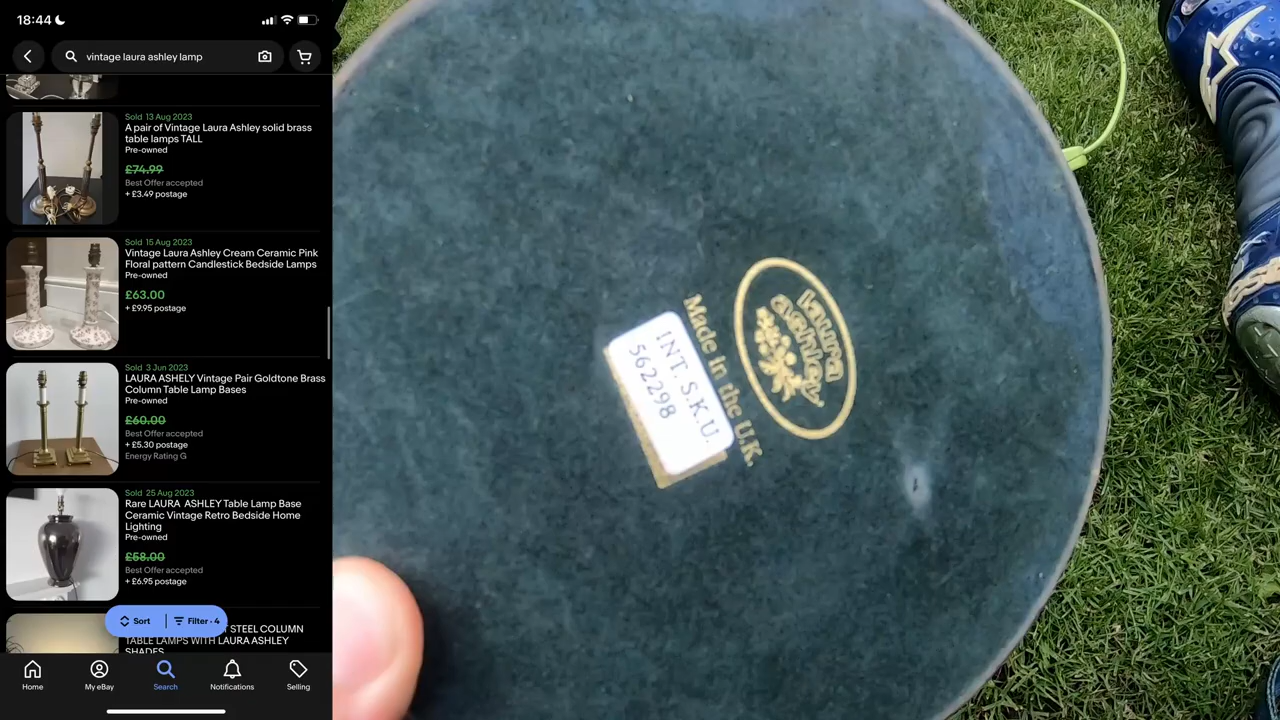 18:44
vintage laura ashley lamp
Sold 13 Aug 2023
A pair of Vintage Laura Ashley solid brass
table lamps TALL
Pre-owned
£74.99
Best Offer accepted
+ £3.49 postage
Sold 15 Aug 2023
Vintage Laura Ashley Cream Ceramic Pink
Floral pattern Candlestick Bedside Lamps
Pre-owned
£63.00
+ £9.95 postage
Sold 3 Jun 2023
LAURA ASHELY Vintage Pair Goldtone Brass
Column Table Lamp Bases
Pre-owned
£60.00
Best Offer accepted
+ £5.30 postage
Energy Rating G
Sold 25 Aug 2023
Rare LAURA ASHLEY Table Lamp Base
Ceramic Vintage Retro Bedside Home
Lighting
Pre-owned
£58.00
Best Offer accepted
+ £6.95 postage
Sort
Filter · 4
STEEL COLUMN
TABLE LAMPS WITH LAURA ASHLEY
SHADES
Home
My eBay
Search
Notifications
Selling
laura
ashley
Made in the U.K.
INT. S.K.U.
562298